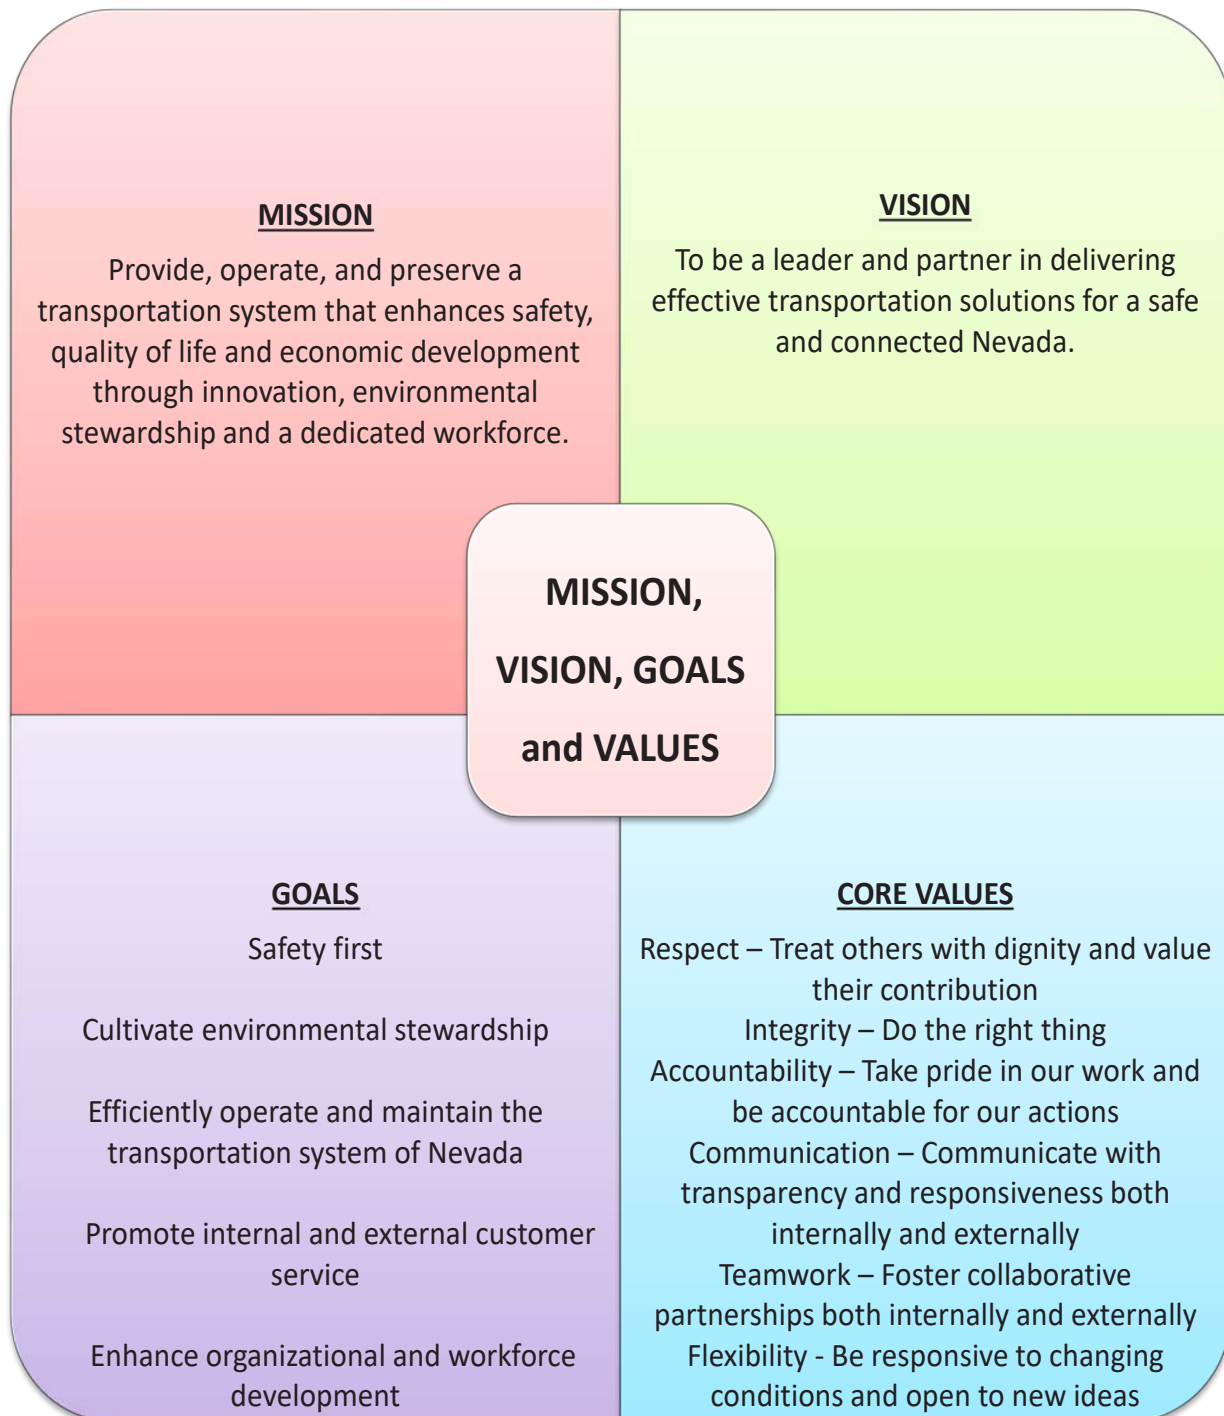 MISSION
Provide, operate, and preserve a
transportation system that enhances safety,
quality of life and economic development
through innovation, environmental
stewardship and a dedicated workforce.
VISION
To be a leader and partner in delivering
effective transportation solutions for a safe
and connected Nevada.
MISSION,
VISION, GOALS
and VALUES
GOALS
Safety first
Cultivate environmental stewardship
Efficiently operate and maintain the
transportation system of Nevada
Promote internal and external customer
service
Enhance organizational and workforce
development
CORE VALUES
Respect – Treat others with dignity and value
their contribution
Integrity – Do the right thing
Accountability – Take pride in our work and
be accountable for our actions
Communication – Communicate with
transparency and responsiveness both
internally and externally
Teamwork – Foster collaborative
partnerships both internally and externally
Flexibility - Be responsive to changing
conditions and open to new ideas